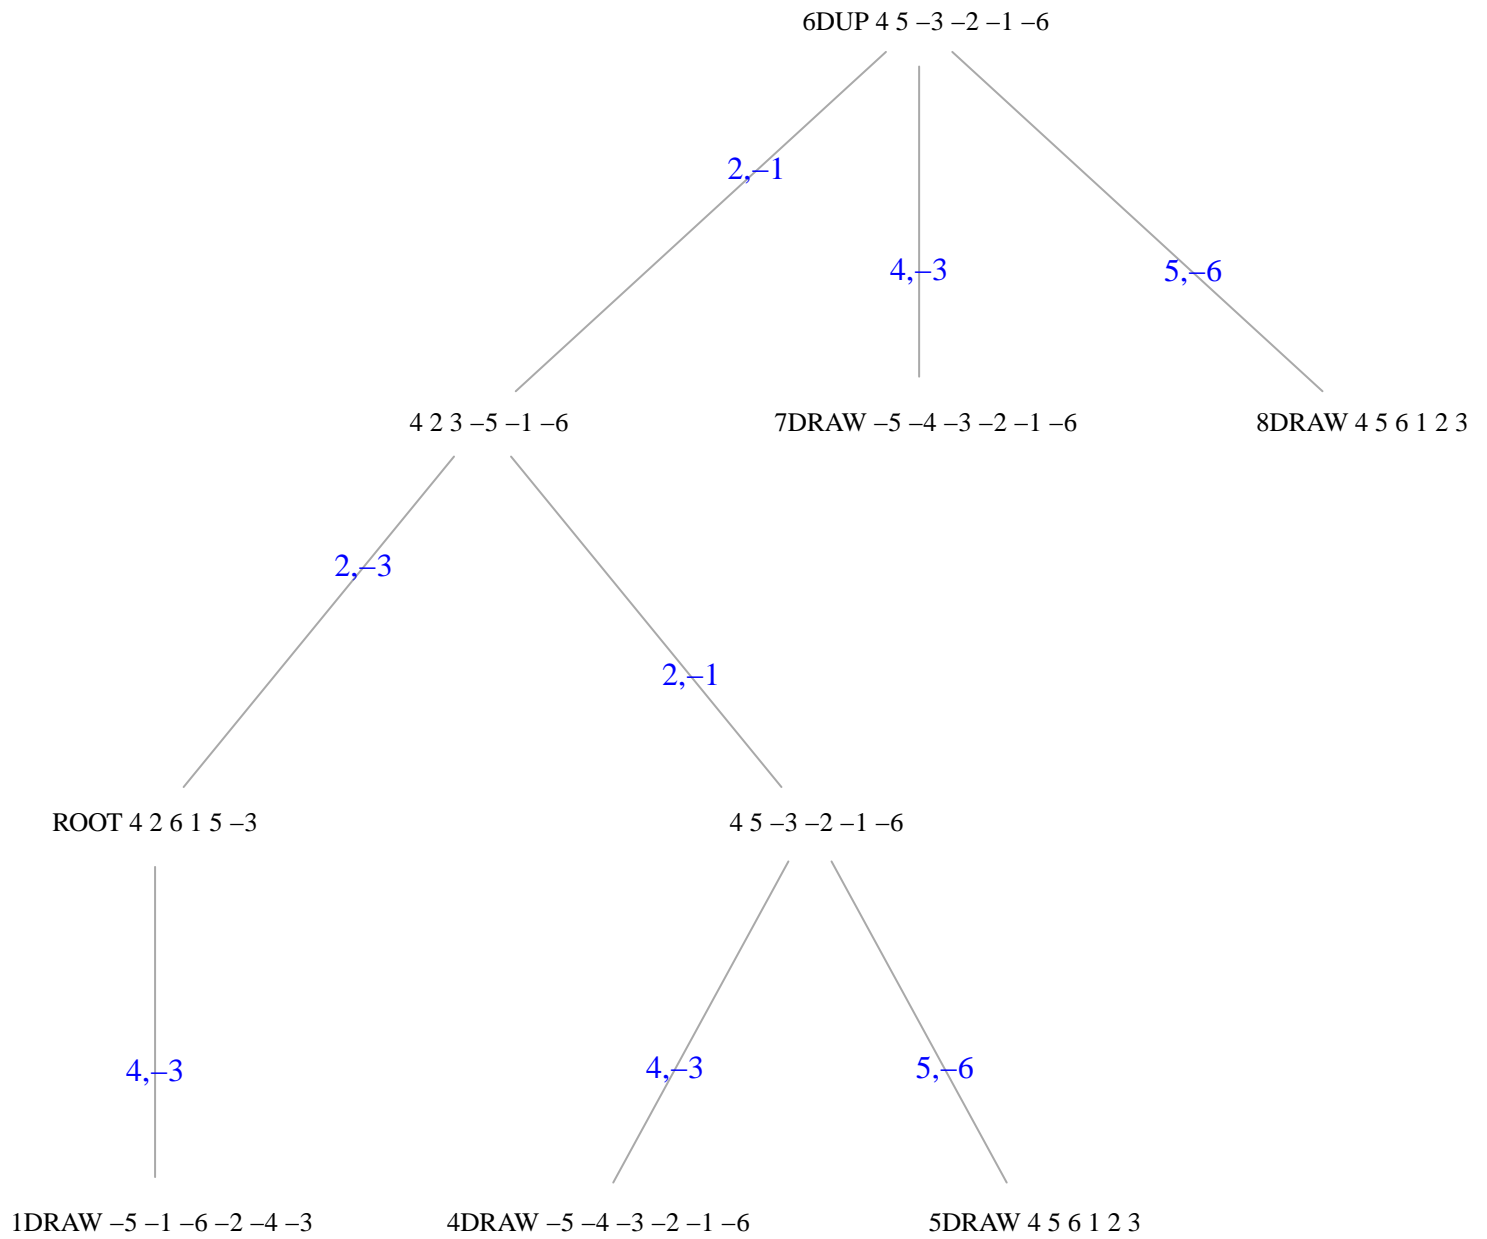 6DUP 4 5 –3 –2 –1 –6
2,–1
4,–3
5,–6
4 2 3 –5 –1 –6
7DRAW –5 –4 –3 –2 –1 –6
8DRAW 4 5 6 1 2 3
2,–3
2,–1
ROOT 4 2 6 1 5 –3
4 5 –3 –2 –1 –6
4,–3
4,–3
5,–6
1DRAW –5 –1 –6 –2 –4 –3
4DRAW –5 –4 –3 –2 –1 –6
5DRAW 4 5 6 1 2 3